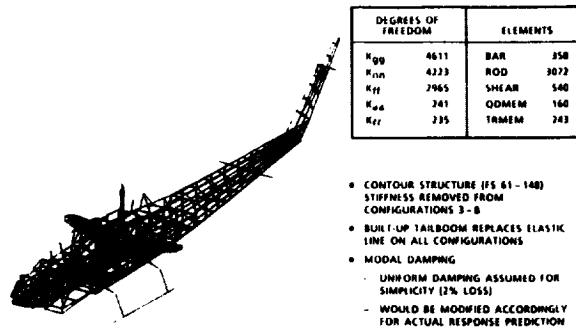 DEGREES OF FREEDOM ELEMENTS
Kgg 4611 BAR 350
Knn 4223 ROD 3072
Kff 2965 SHEAR 540
Kaa 241 QDMEM 160
Krr 235 TRMEM 243
• CONTOUR STRUCTURE (FS 61 – 148)
STIFFNESS REMOVED FROM
CONFIGURATIONS 3 – 8
• BUILT-UP TAILBOOM REPLACES ELASTIC
LINE ON ALL CONFIGURATIONS
• MODAL DAMPING
- UNIFORM DAMPING ASSUMED FOR
SIMPLICITY (2% LOSS)
- WOULD BE MODIFIED ACCORDINGLY
FOR ACTUAL RESPONSE PREDICTION